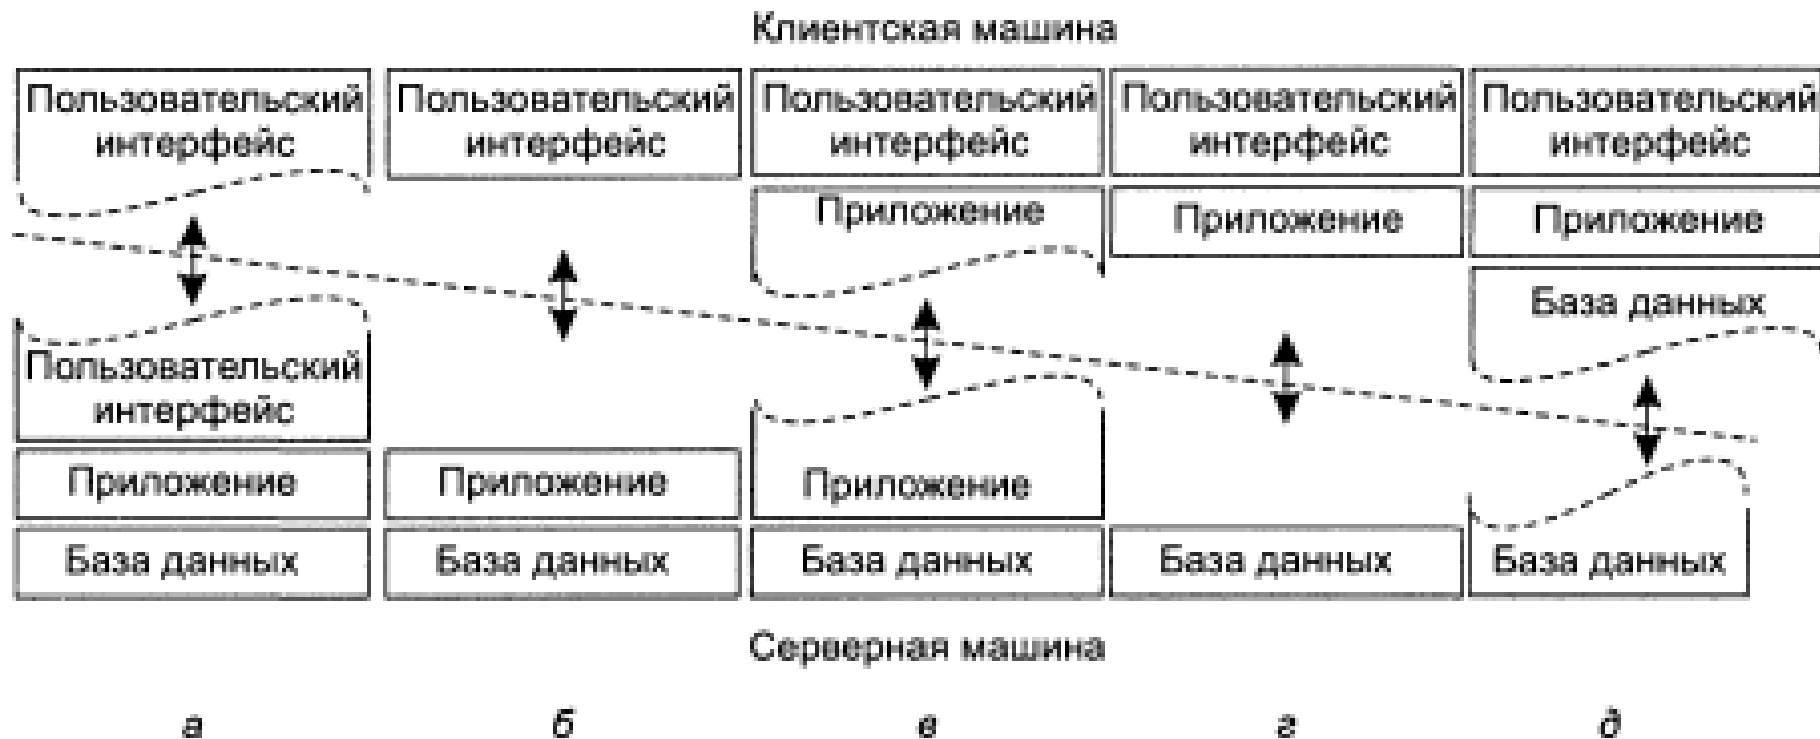 Клиентская машина
Пользовательский интерфейс
Пользовательский интерфейс
Пользовательский интерфейс
Пользовательский интерфейс
Пользовательский интерфейс
Приложение
Приложение
Приложение
База данных
Пользовательский интерфейс
Приложение
Приложение
Приложение
База данных
База данных
База данных
База данных
База данных
Серверная машина
а
б
в
г
д